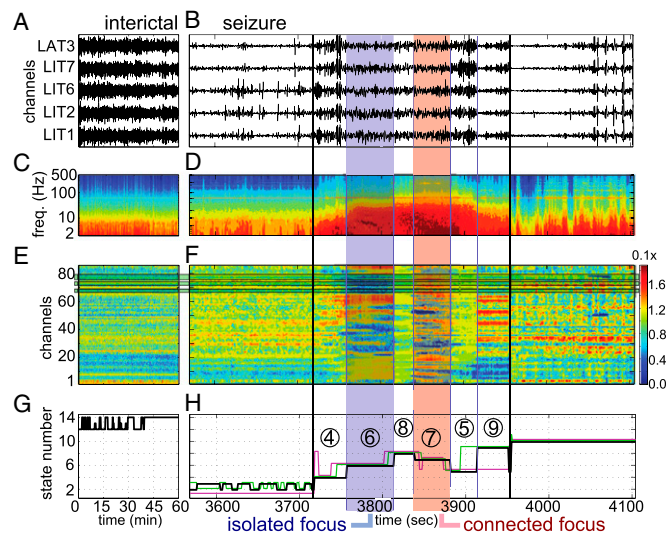 A interictal B seizure
LAT3
LIT7
LIT6
LIT2
LIT1
channels
C D
500
100
10
2
freq. (Hz)
E F
80
60
40
20
1
channels
0.1x
1.6
1.2
0.8
0.4
0.0
G H
14
10
6
2
state number
④ ⑥ ⑧ ⑦ ⑤ ⑨
0 15 30 45 60 3600 3700 3800 3900 4000 4100
time (min) time (sec)
isolated focus connected focus